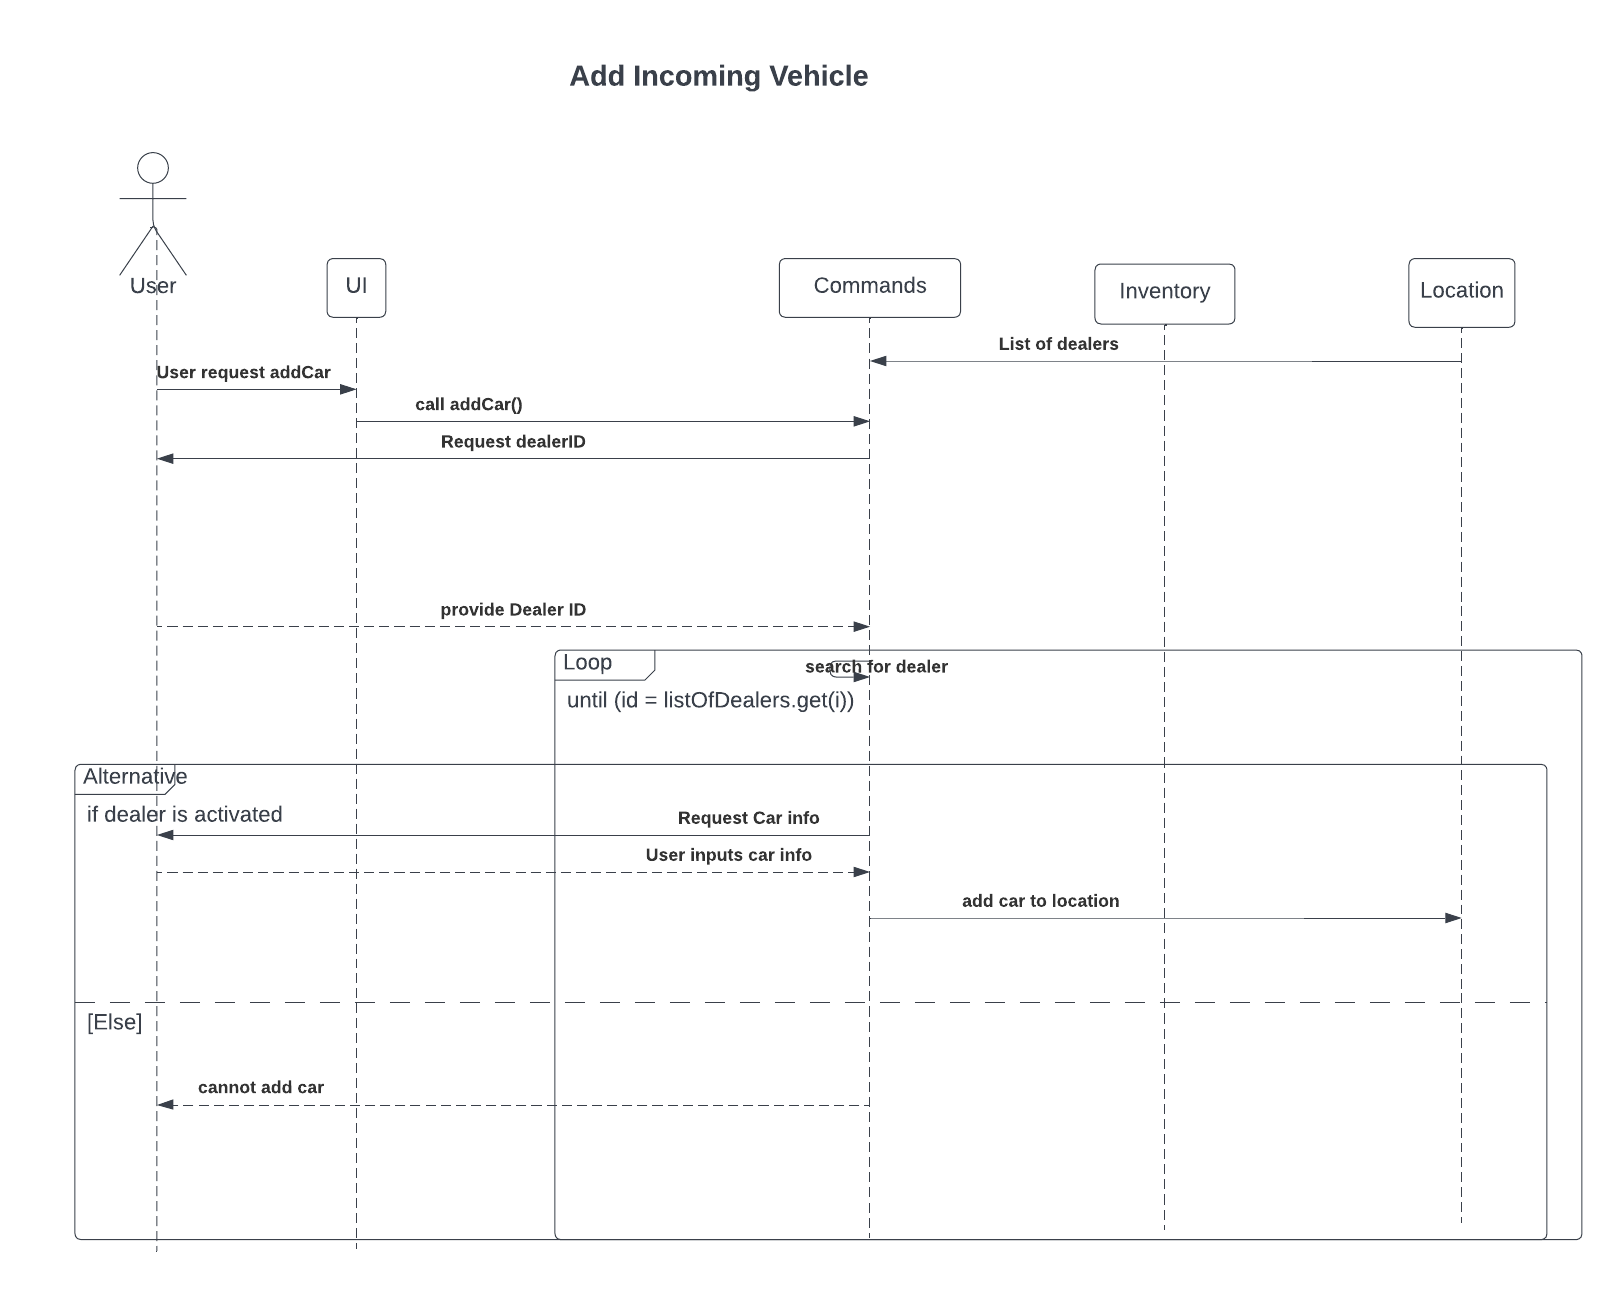 Add Incoming Vehicle
User
UI
Commands
Inventory
Location
List of dealers
User request addCar
call addCar()
Request dealerID
provide Dealer ID
Loop
search for dealer
until (id = listOfDealers.get(i))
Alternative
if dealer is activated
Request Car info
User inputs car info
add car to location
[Else]
cannot add car